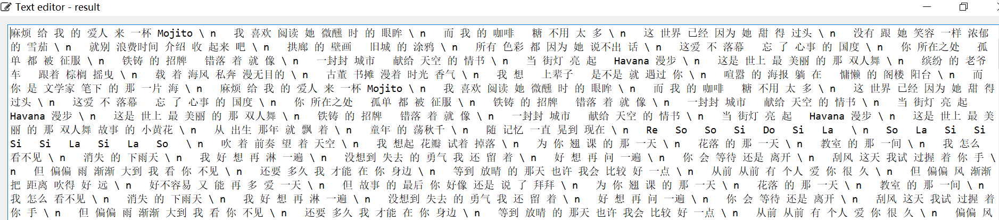 Text editor - result
麻烦 给 我 的 爱人 来 一杯 Mojito \ n   我 喜欢 阅读 她 微醺 时 的 眼眸 \ n   而 我 的 咖啡   糖 不用 太 多 \ n   这 世界 已经 因为 她 甜 得 过头 \ n   没有 跟 她 笑容 一样 浓郁
的 雪茄 \ n   就别 浪费时间 介绍 收 起来 吧 \ n   拱廊 的 壁画   旧城 的 涂鸦 \ n   所有 色彩 都 因为 她 说不出 话 \ n   这爱 不 落幕   忘 了 心事 的 国度 \ n   你 所在之处   孤
单 都 被 征服 \ n   铁铸 的 招牌   错落 着 就 像 \ n   一封封 城市   献给 天空 的 情书 \ n   当 街灯 亮 起   Havana 漫步 \ n   这是 世上 最 美丽 的 那 双人舞 \ n   缤纷 的 老爷
车   跟着 棕榈 摇曳 \ n   载 着 海风 私奔 漫无目的 \ n   古董 书摊 漫着 时光 香气 \ n   我 想   上辈子   是不是 就 遇过 你 \ n   喧嚣 的 海报 躺 在   慵懒 的 阁楼 阳台 \ n   而
你 是 文学家 笔下 的 那 一片 海 \ n   麻烦 给 我 的 爱人 来 一杯 Mojito \ n   我 喜欢 阅读 她 微醺 时 的 眼眸 \ n   而 我 的 咖啡   糖 不用 太 多 \ n   这 世界 已经 因为 她 甜 得
过头 \ n   这爱 不 落幕   忘 了 心事 的 国度 \ n   你 所在之处   孤单 都 被 征服 \ n   铁铸 的 招牌   错落 着 就 像 \ n   一封封 城市   献给 天空 的 情书 \ n   当 街灯 亮 起
Havana 漫步 \ n   这是 世上 最 美丽 的 那 双人舞 \ n   铁铸 的 招牌   错落 着 就 像 \ n   一封封 城市   献给 天空 的 情书 \ n   当 街灯 亮 起   Havana 漫步 \ n   这是 世上 最 美
丽 的 那 双人舞 故事 的 小黄花 \ n   从 出生 那年 就 飘 着 \ n   童年 的 荡秋千 \ n   随 记忆 一直 晃到 现在 \ n   Re   So   So   Si   Do   Si   La   \ n   So   La   Si   Si
Si   Si   La   Si   La   So   \ n   吹 着 前奏 望 着 天空 \ n   我 想起 花瓣 试着 掉落 \ n   为 你 翘 课 的 那 一天 \ n   花落 的 那 一天 \ n   教室 的 那 一间 \ n   我 怎么
看不见 \ n   消失 的 下雨天 \ n   我 好 想 再 淋 一遍 \ n   没想到 失去 的 勇气 我 还 留 着 \ n   好 想 再 问 一遍 \ n   你 会 等待 还是 离开 \ n   刮风 这天 我试 过握 着 你 手 \
n   但 偏偏 雨 渐渐 大到 我 看 你 不见 \ n   还要 多久 我 才能 在 你 身边 \ n   等到 放晴 的 那天 也许 我会 比较 好 一点 \ n   从前 从前 有 个人 爱 你 很 久 \ n   但 偏偏 风 渐渐
把 距离 吹得 好 远 \ n   好不容易 又 能 再 多 爱 一天 \ n   但 故事 的 最后 你 好像 还是 说 了 拜拜 \ n   为 你 翘 课 的 那 一天 \ n   花落 的 那 一天 \ n   教室 的 那 一间 \ n
我 怎么 看不见 \ n   消失 的 下雨天 \ n   我 好 想 再 淋 一遍 \ n   没想到 失去 的 勇气 我 还 留 着 \ n   好 想 再 问 一遍 \ n   你 会 等待 还是 离开 \ n   刮风 这天 我试 过握 着
你 手 \ n   但 偏偏 雨 渐渐 大到 我 看 你 不见 \ n   还要 多久 我 才能 在 你 身边 \ n   等到 放晴 的 那天 也许 我会 比较 好 一点 \ n   从前 从前 有 个人 爱 你 很 久 \ n   偏偏 风